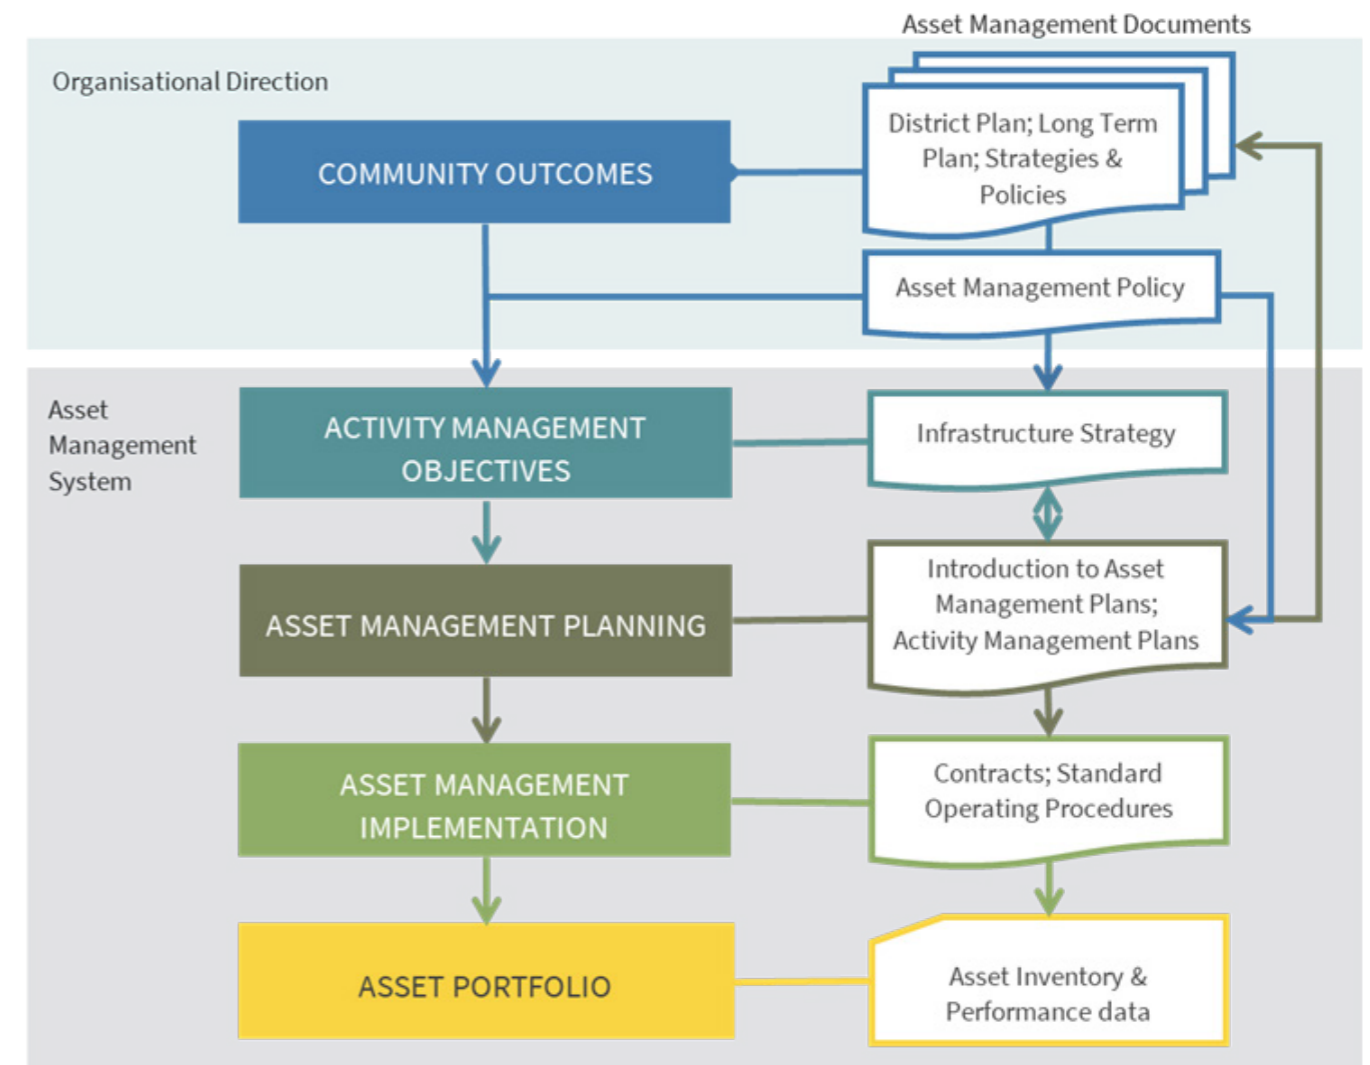 Asset Management Documents
Organisational Direction
District Plan; Long Term
Plan; Strategies &
Policies
COMMUNITY OUTCOMES
Asset Management Policy
Asset
Management
System
ACTIVITY MANAGEMENT
OBJECTIVES
Infrastructure Strategy
ASSET MANAGEMENT PLANNING
Introduction to Asset
Management Plans;
Activity Management Plans
ASSET MANAGEMENT
IMPLEMENTATION
Contracts; Standard
Operating Procedures
ASSET PORTFOLIO
Asset Inventory &
Performance data